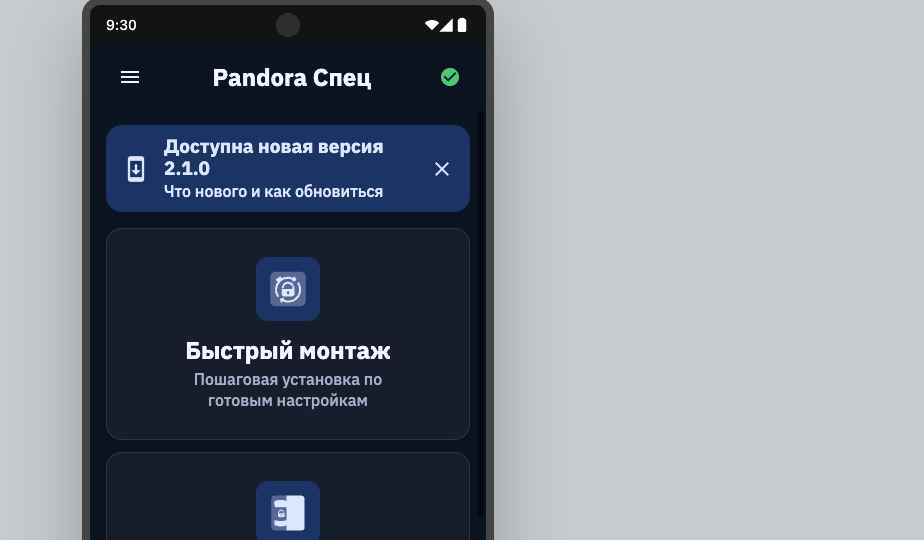 9:30
Pandora Спец
Доступна новая версия
2.1.0
Что нового и как обновиться
Быстрый монтаж
Пошаговая установка по
готовым настройкам